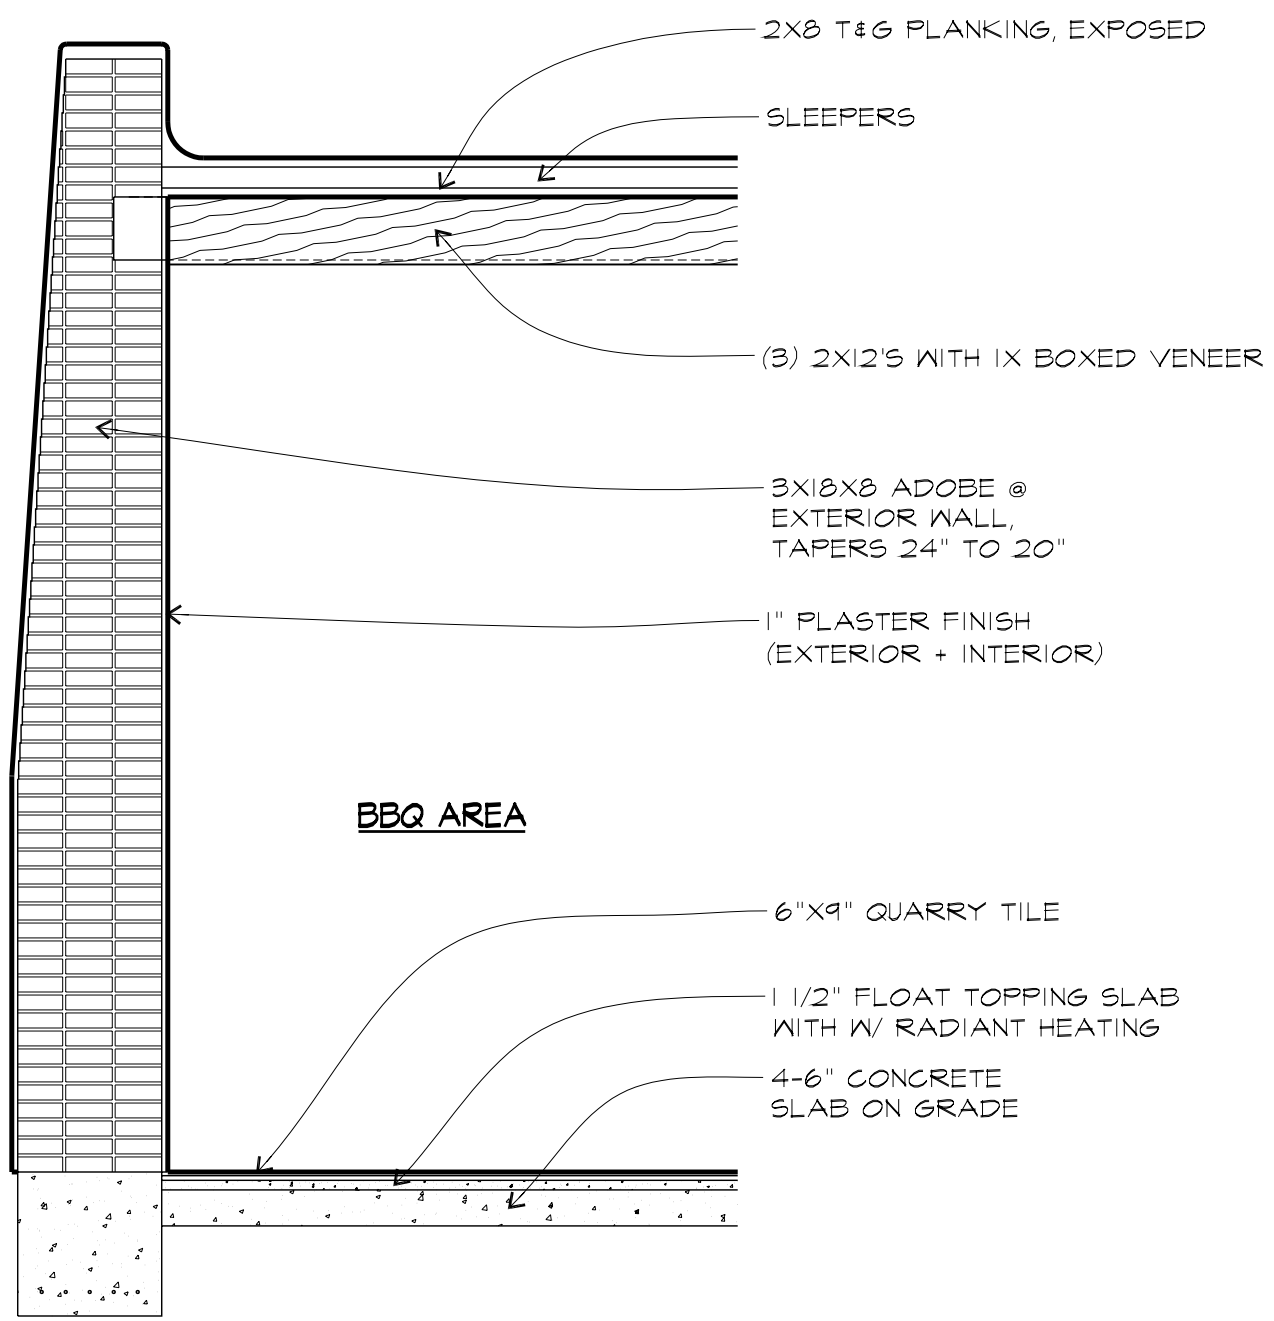 2X8 T&G PLANKING, EXPOSED
SLEEPERS
(3) 2X12'S WITH 1X BOXED VENEER
3X18X8 ADOBE @
EXTERIOR WALL,
TAPERS 24" TO 20"
1" PLASTER FINISH
(EXTERIOR + INTERIOR)
BBQ AREA
6"X9" QUARRY TILE
1 1/2" FLOAT TOPPING SLAB
WITH W/ RADIANT HEATING
4-6" CONCRETE
SLAB ON GRADE